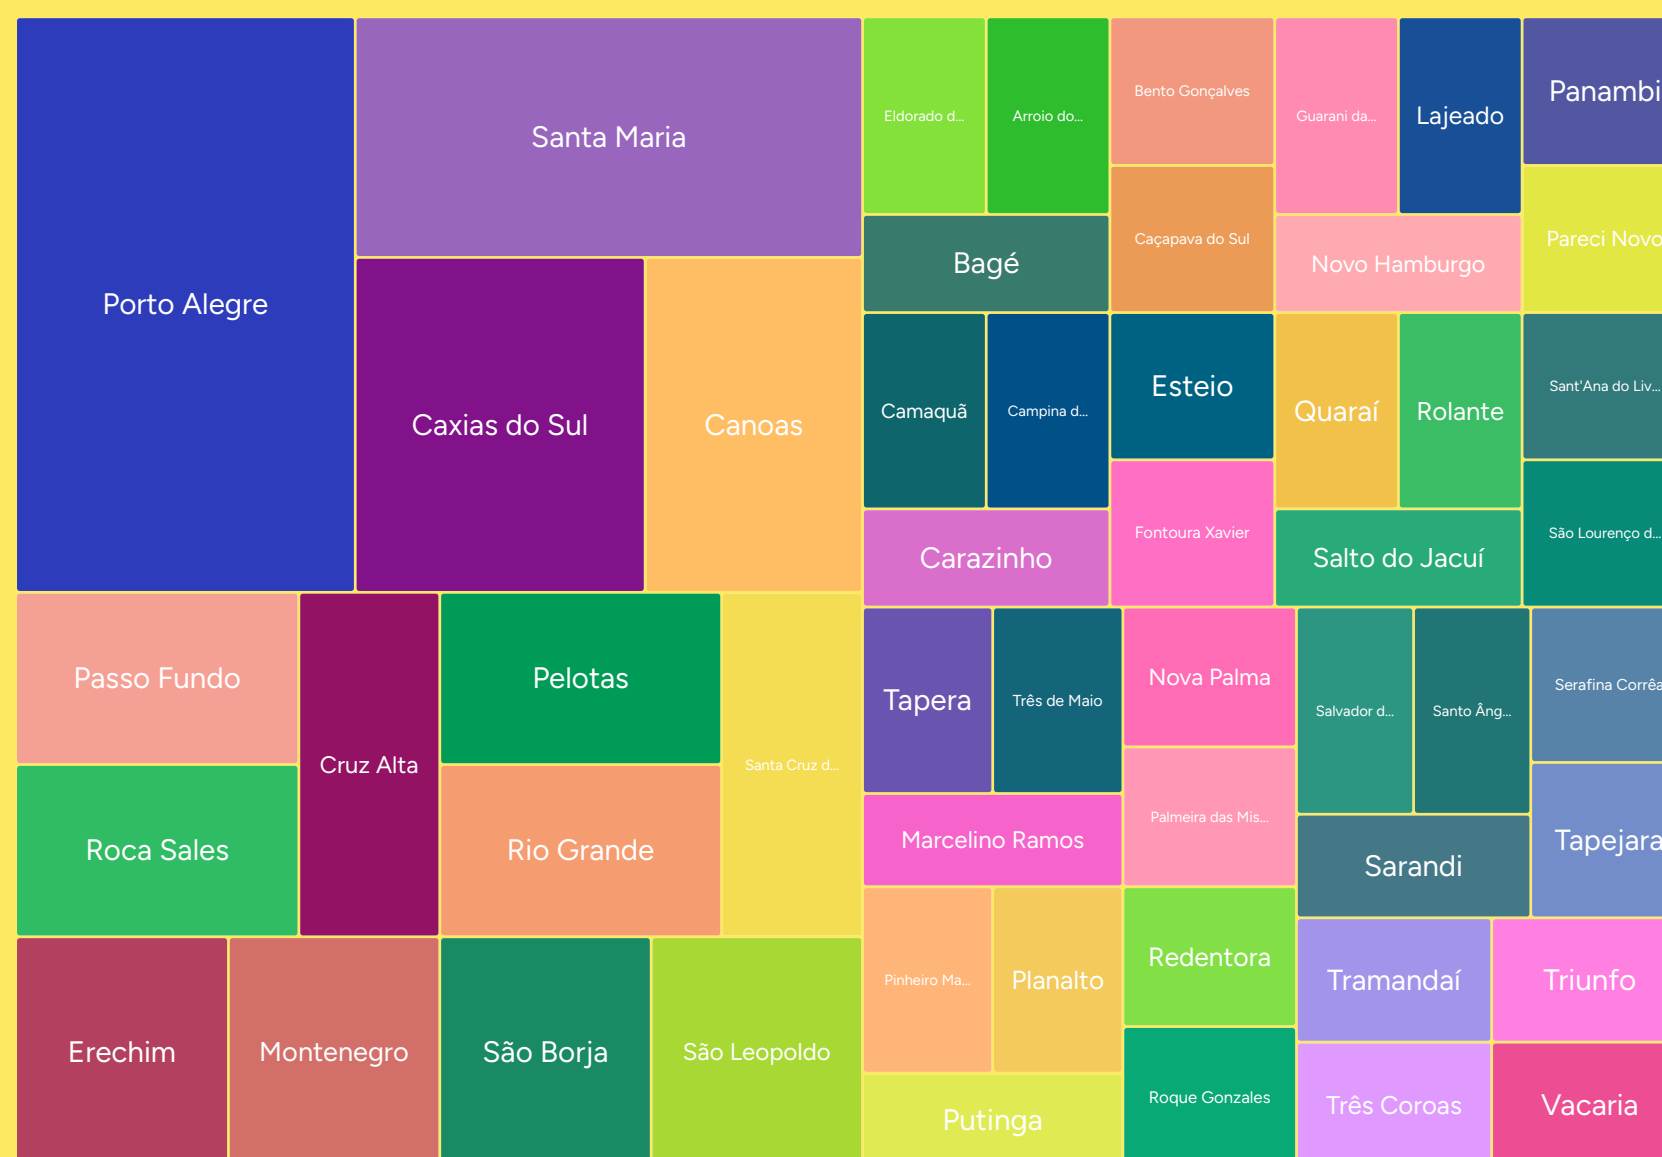 Porto Alegre
Santa Maria
Caxias do Sul
Canoas
Passo Fundo
Roca Sales
Cruz Alta
Pelotas
Rio Grande
Santa Cruz d...
Erechim
Montenegro
São Borja
São Leopoldo
Eldorado d...
Arroio do...
Bagé
Bento Gonçalves
Caçapava do Sul
Guarani da...
Lajeado
Novo Hamburgo
Panambi
Pareci Novo
Camaquã
Campina d...
Carazinho
Esteio
Fontoura Xavier
Quaraí
Rolante
Salto do Jacuí
Sant'Ana do Liv...
São Lourenço d...
Tapera
Três de Maio
Marcelino Ramos
Nova Palma
Palmeira das Mis...
Salvador d...
Santo Âng...
Sarandi
Serafina Corrêa
Tapejara
Pinheiro Ma...
Planalto
Putinga
Redentora
Roque Gonzales
Tramandaí
Triunfo
Três Coroas
Vacaria